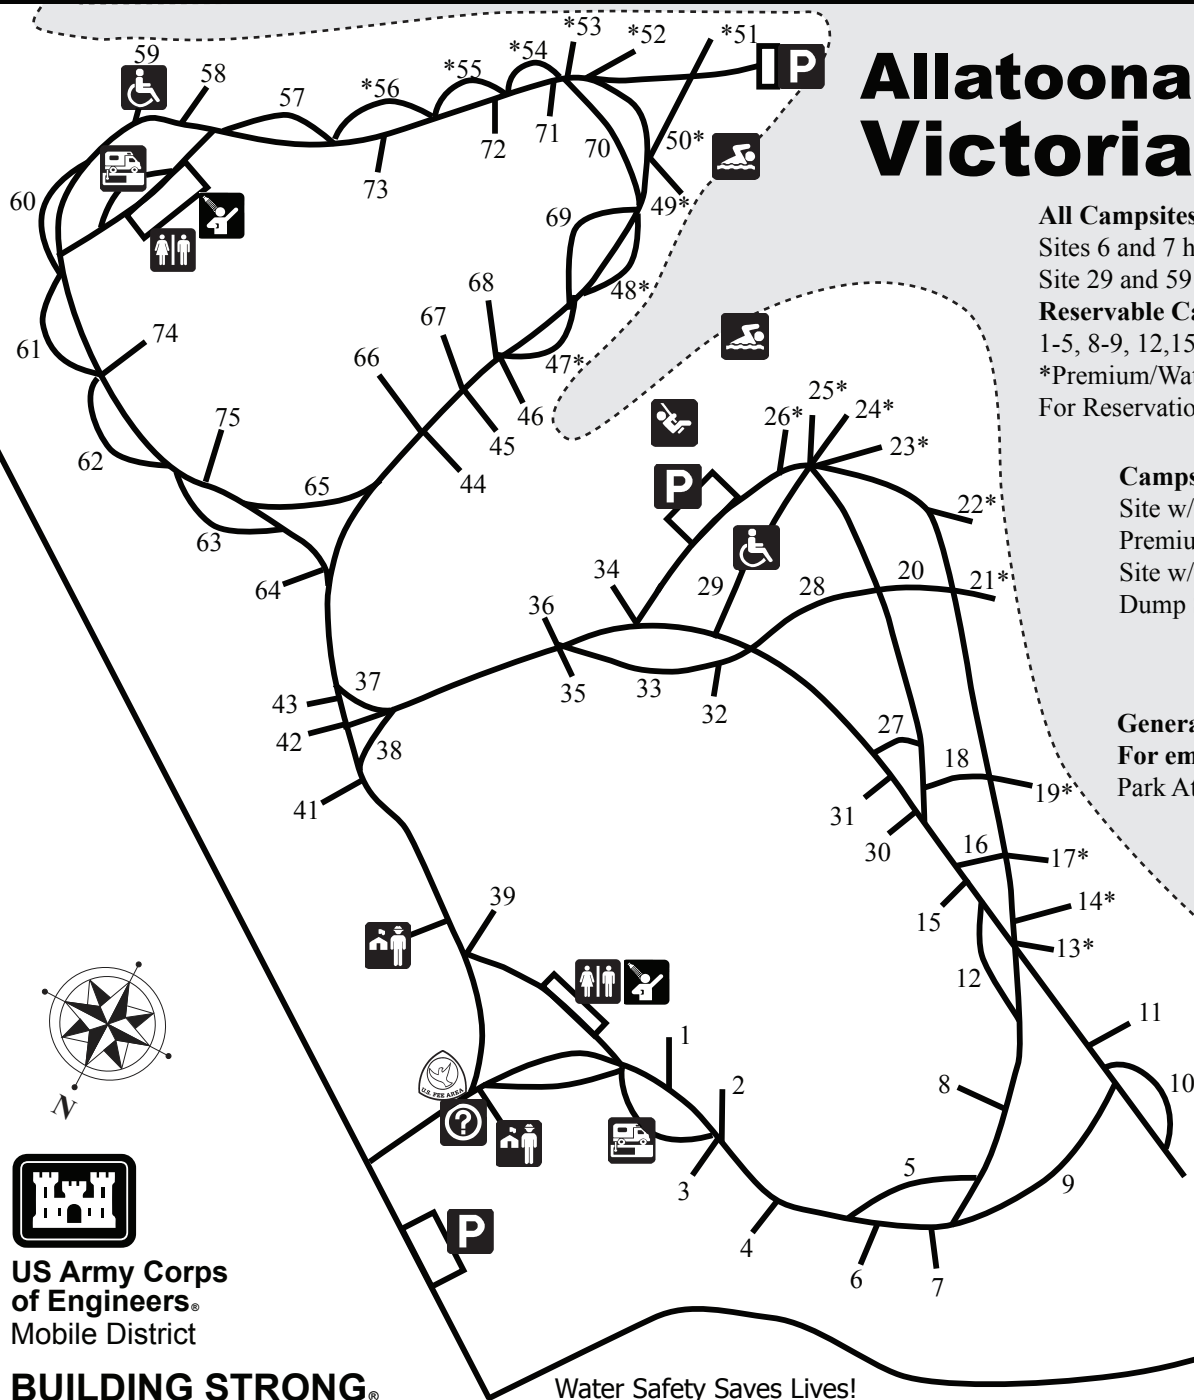 Allatoona
Victoria
All Campsites
Sites 6 and 7 h
Site 29 and 59
Reservable Ca
1-5, 8-9, 12,15
*Premium/Wat
For Reservatio
Camps
Site w/
Premiu
Site w/
Dump
Genera
For em
Park At
59
58
57
*56
*55
*54
*53
*52
*51
P
50*
49*
48*
47*
46
45
44
60
61
62
63
64
65
66
67
68
69
70
71
72
73
74
75
26*
25*
24*
23*
22*
21*
20
28
29
P
34
36
35
33
32
37
43
42
38
41
27
18
19*
31
30
16
17*
15
14*
13*
12
11
10
39
1
2
3
4
5
6
7
8
9
U.S. FEE AREA
?
P
N
US Army Corps
of Engineers®
Mobile District
BUILDING STRONG®
Water Safety Saves Lives!